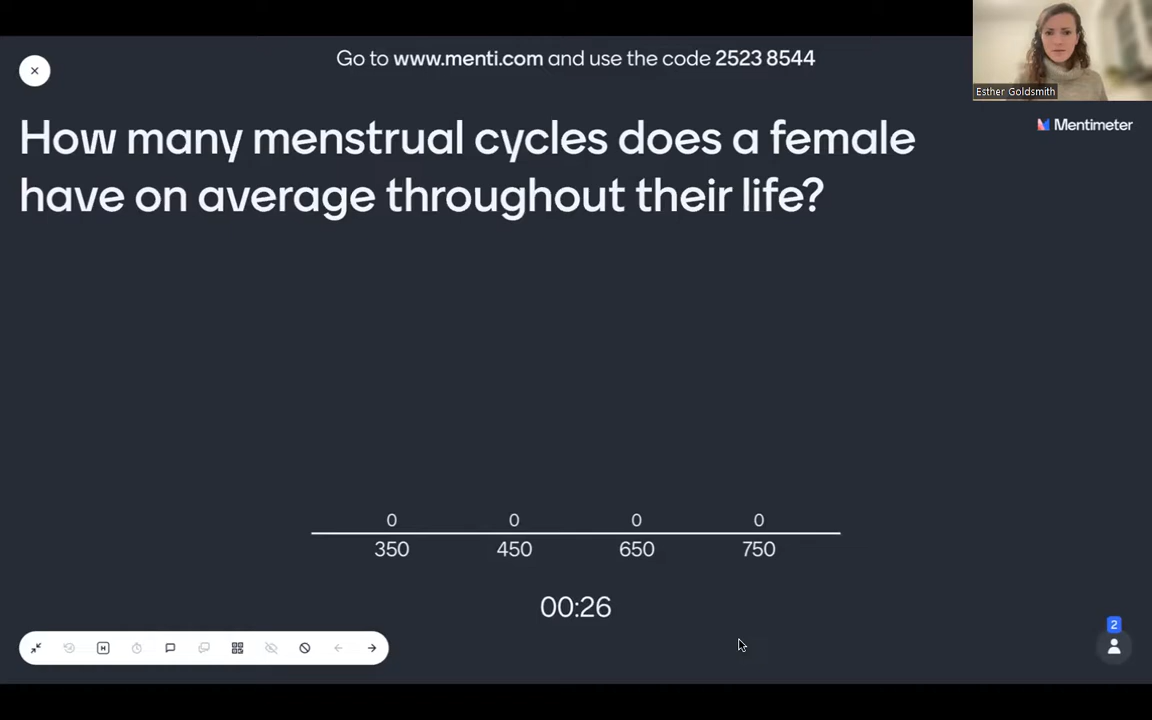 Go to www.menti.com and use the code 2523 8544
Esther Goldsmith
Mentimeter
How many menstrual cycles does a female
have on average throughout their life?
0 0 0 0
350 450 650 750
00:26
2